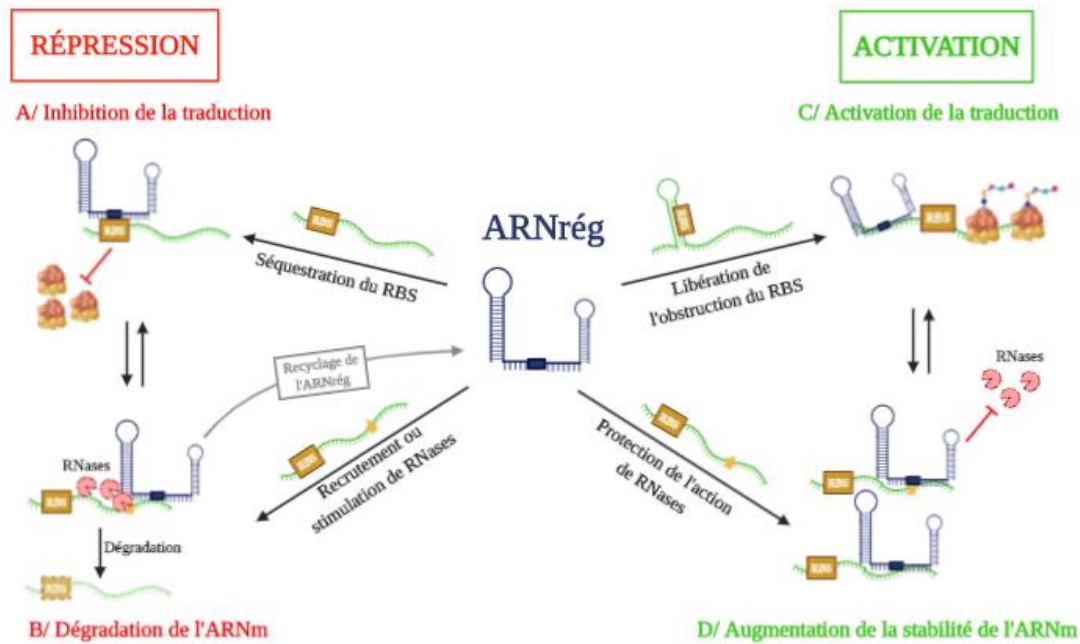 RÉPRESSION
ACTIVATION
A/ Inhibition de la traduction
C/ Activation de la traduction
RBS
RBS
RBS
RBS
ARNrég
Séquestration du RBS
Libération de
l'obstruction du RBS
Recyclage de
l'ARNrég
RNases
RNases
RBS
RBS
RBS
Recrutement ou
stimulation de RNases
Protection de l'action
de RNases
RBS
Dégradation
RBS
RBS
B/ Dégradation de l'ARNm
D/ Augmentation de la stabilité de l'ARNm